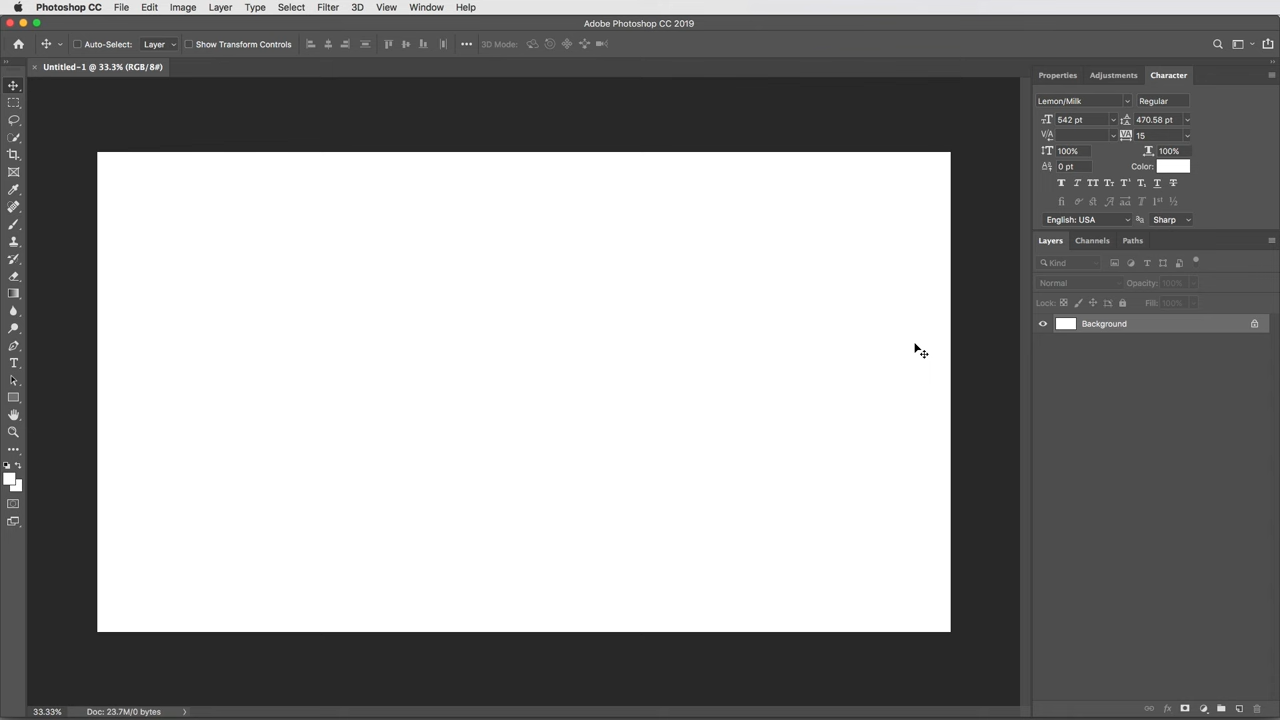 Photoshop CC File Edit Image Layer Type Select Filter 3D View Window Help
Adobe Photoshop CC 2019
Auto-Select: Layer Show Transform Controls 3D Mode:
Untitled-1 @ 33.3% (RGB/8#)
Properties Adjustments Character
Lemon/Milk Regular
542 pt 470.58 pt
15
100% 100%
0 pt Color:
English: USA Sharp
Layers Channels Paths
Kind
Normal Opacity: 100%
Lock: Fill: 100%
Background
33.33% Doc: 23.7M/0 bytes